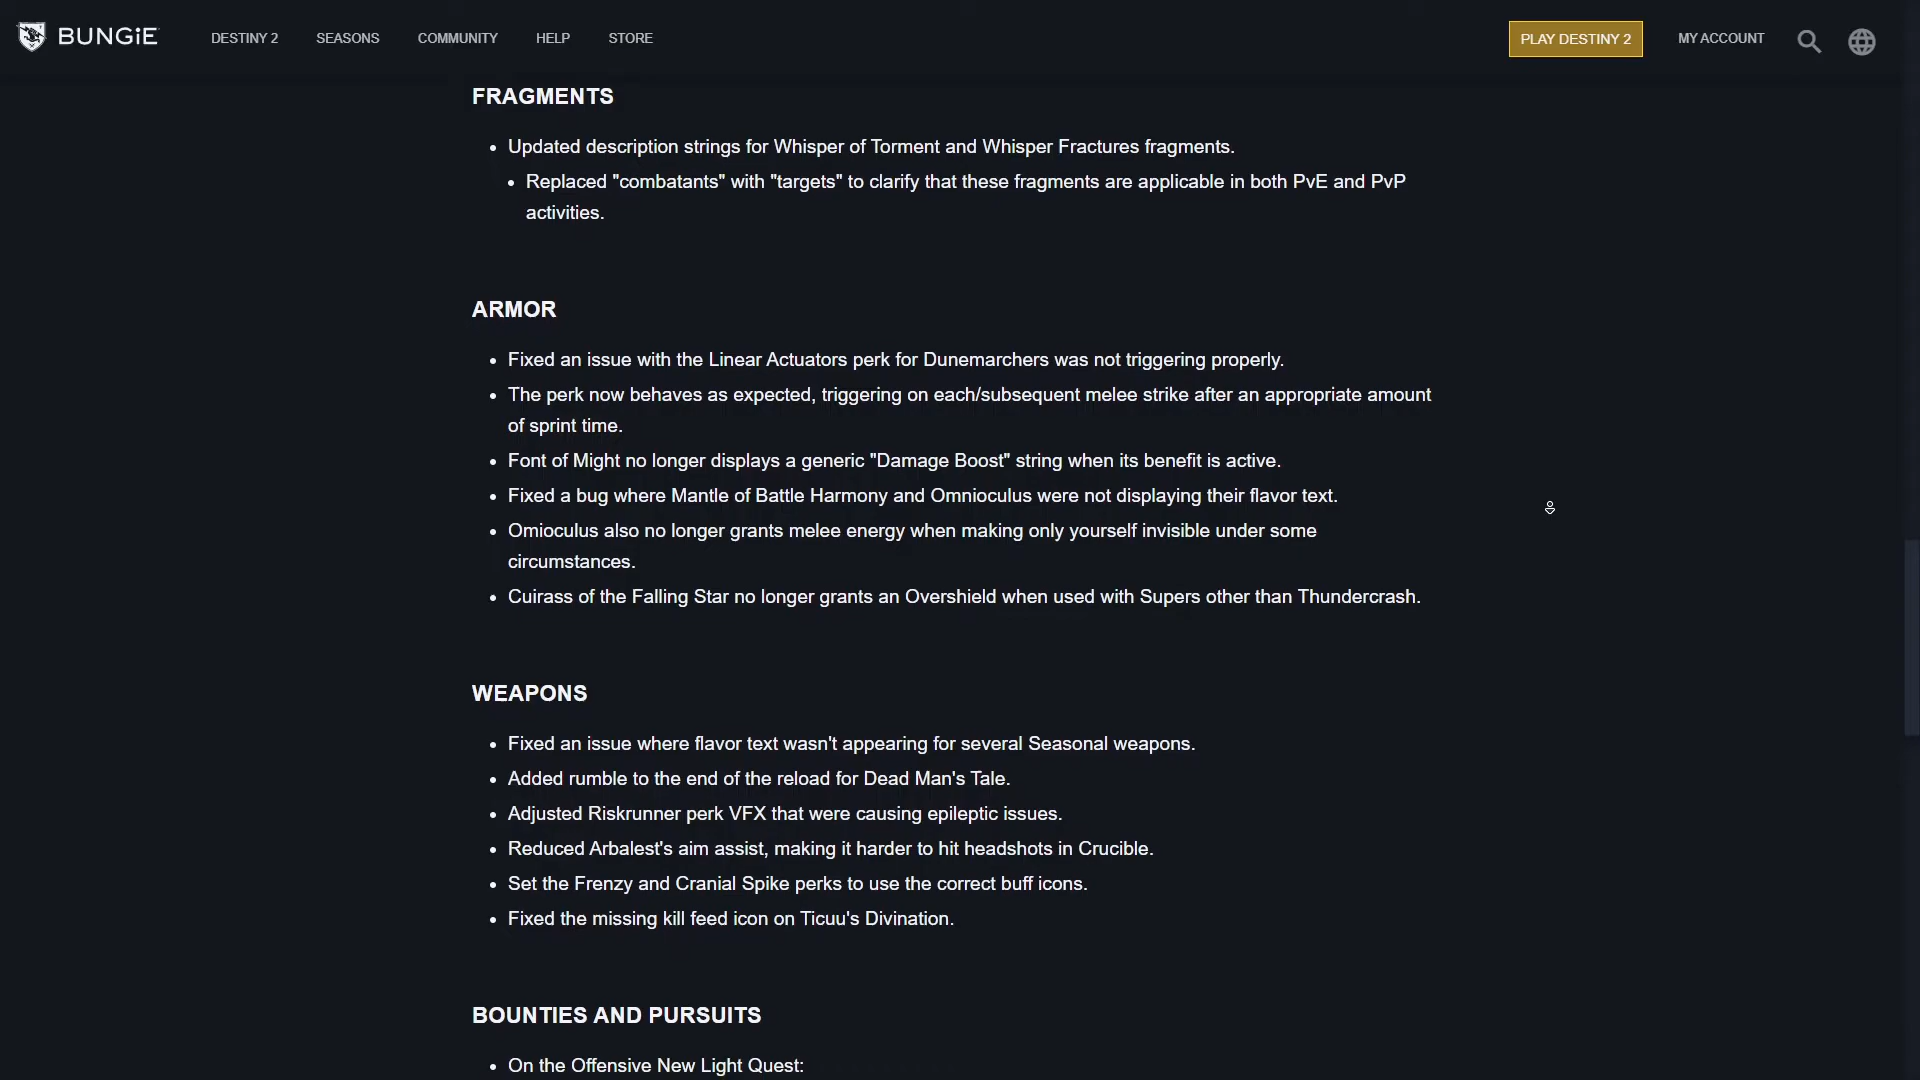 BUNGiE DESTINY 2 SEASONS COMMUNITY HELP STORE PLAY DESTINY 2 MY ACCOUNT
FRAGMENTS
• Updated description strings for Whisper of Torment and Whisper Fractures fragments.
• Replaced "combatants" with "targets" to clarify that these fragments are applicable in both PvE and PvP
activities.
ARMOR
• Fixed an issue with the Linear Actuators perk for Dunemarchers was not triggering properly.
• The perk now behaves as expected, triggering on each/subsequent melee strike after an appropriate amount
of sprint time.
• Font of Might no longer displays a generic "Damage Boost" string when its benefit is active.
• Fixed a bug where Mantle of Battle Harmony and Omnioculus were not displaying their flavor text.
• Omioculus also no longer grants melee energy when making only yourself invisible under some
circumstances.
• Cuirass of the Falling Star no longer grants an Overshield when used with Supers other than Thundercrash.
WEAPONS
• Fixed an issue where flavor text wasn't appearing for several Seasonal weapons.
• Added rumble to the end of the reload for Dead Man's Tale.
• Adjusted Riskrunner perk VFX that were causing epileptic issues.
• Reduced Arbalest's aim assist, making it harder to hit headshots in Crucible.
• Set the Frenzy and Cranial Spike perks to use the correct buff icons.
• Fixed the missing kill feed icon on Ticuu's Divination.
BOUNTIES AND PURSUITS
• On the Offensive New Light Quest: